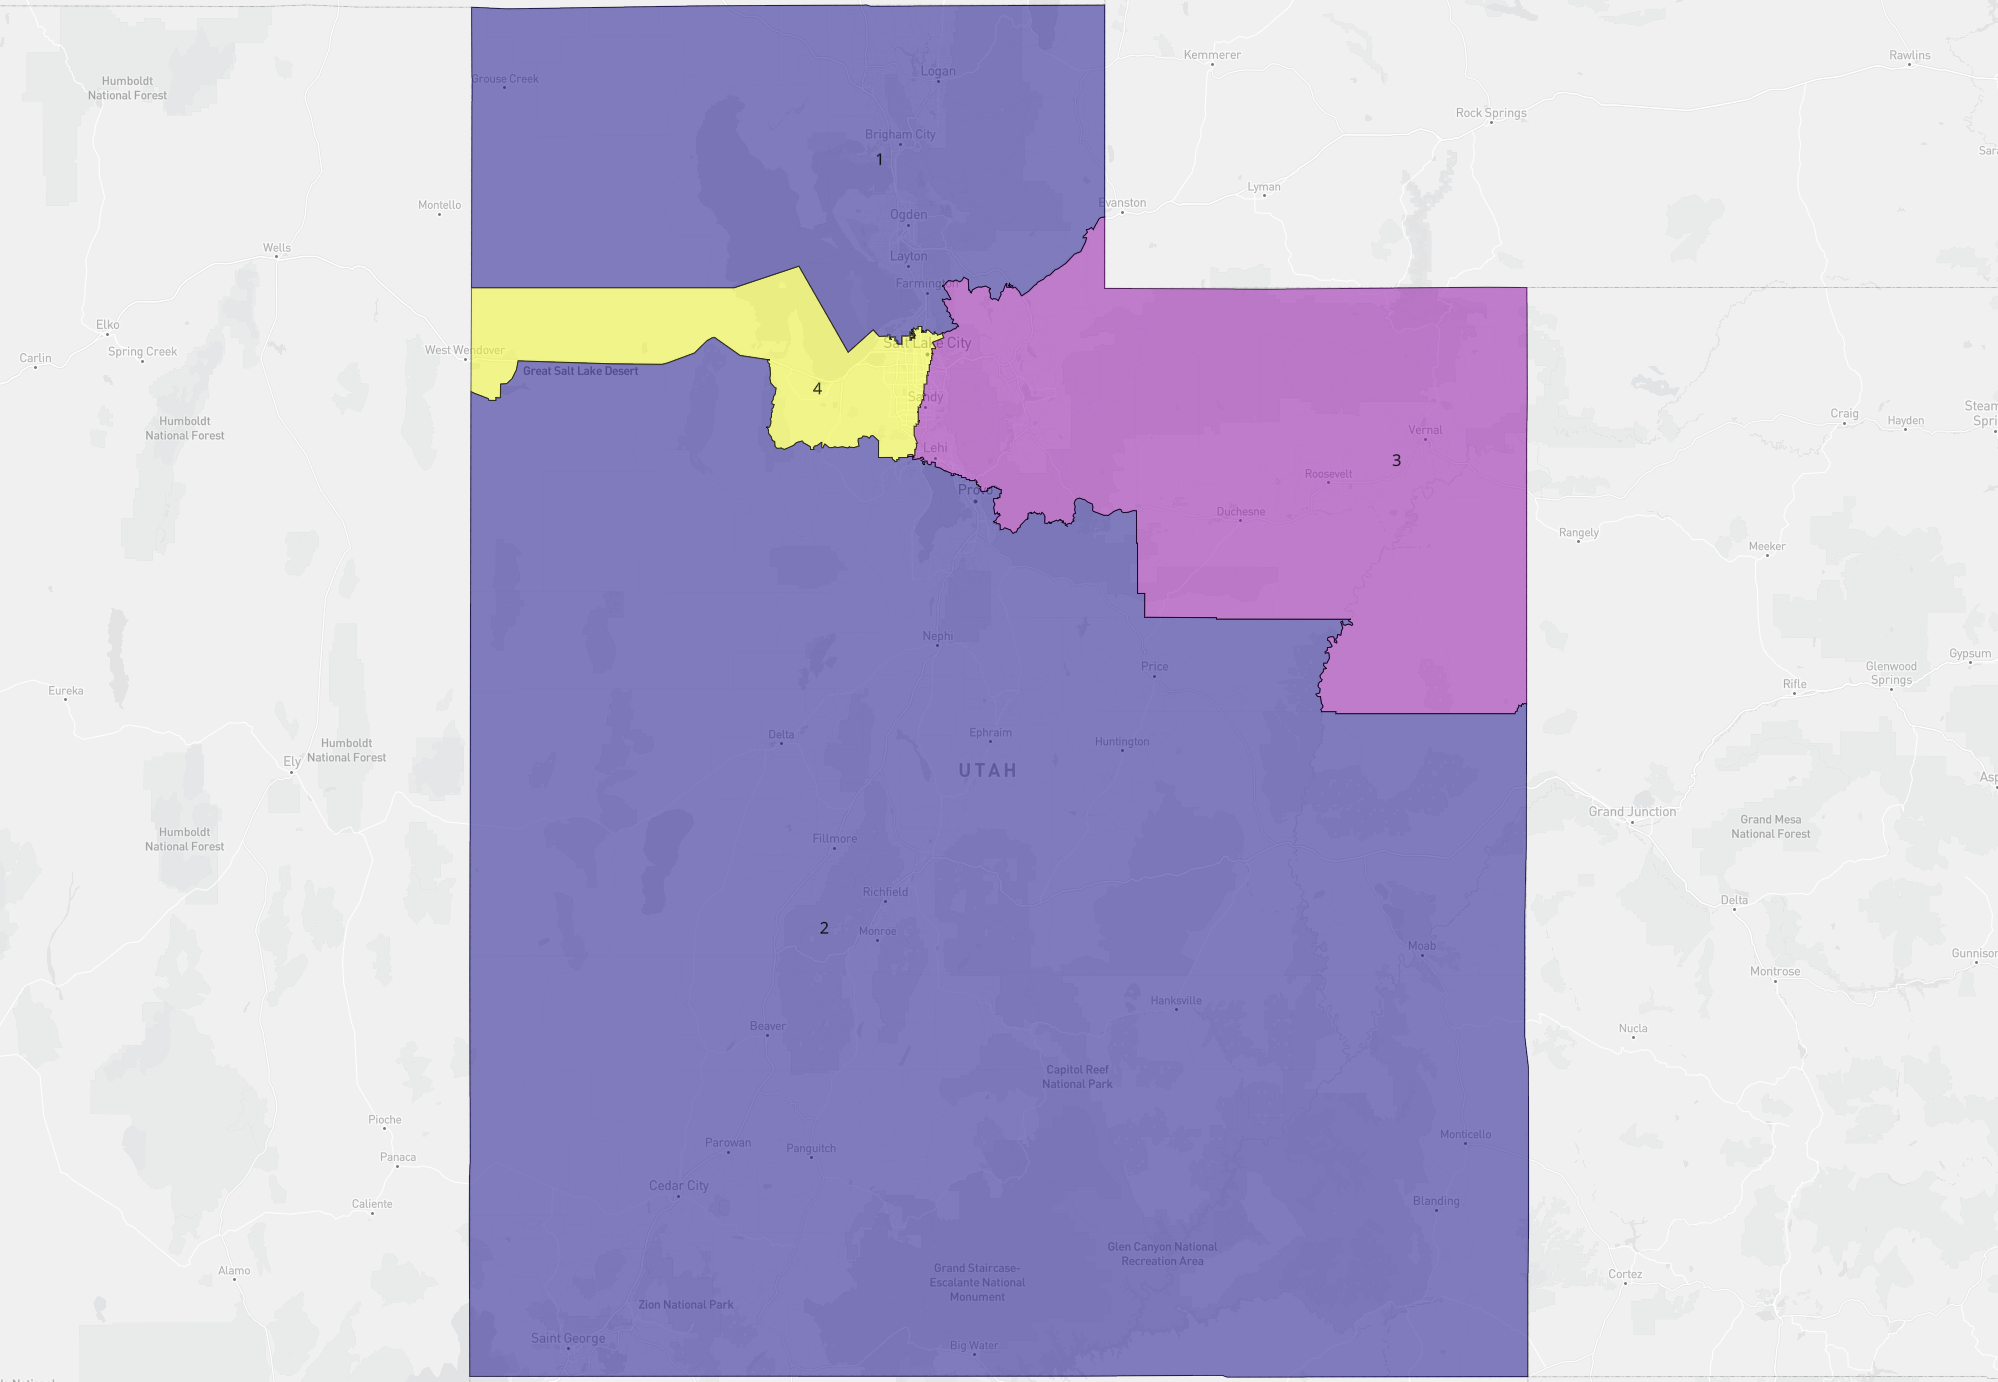 Humboldt
National Forest
Grouse Creek
Logan
Kemmerer
Rawlins
Rock Springs
Brigham City
1
Montello
Lyman
Evanston
Ogden
Wells
Layton
Farmington
Elko
Spring Creek
Carlin
West Wendover
Great Salt Lake Desert
Salt Lake City
4
Sandy
Humboldt
National Forest
Lehi
Vernal
3
Roosevelt
Craig
Hayden
Provo
Duchesne
Rangely
Meeker
Nephi
Price
Eureka
Glenwood
Springs
Gypsum
Rifle
Delta
Ephraim
Huntington
Humboldt
National Forest
Ely
UTAH
Grand Junction
Grand Mesa
National Forest
Humboldt
National Forest
Fillmore
Richfield
Delta
2
Monroe
Moab
Montrose
Hanksville
Beaver
Nucla
Capitol Reef
National Park
Pioche
Parowan
Panguitch
Monticello
Panaca
Cedar City
Caliente
Blanding
Glen Canyon National
Recreation Area
Alamo
Grand Staircase-
Escalante National
Monument
Cortez
Zion National Park
Saint George
Big Water